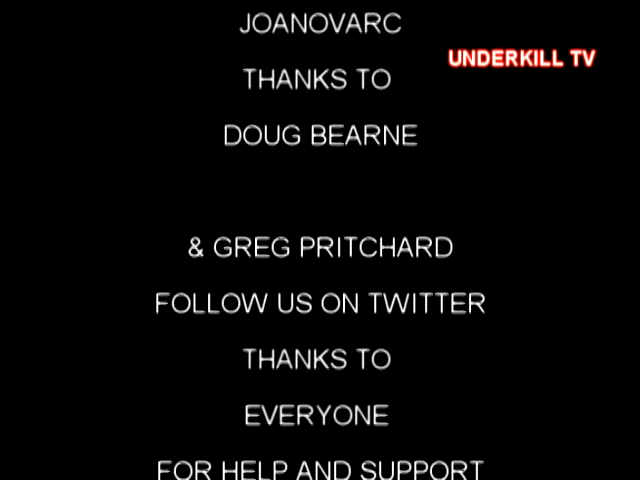 JOANOVARC
UNDERKILL TV
THANKS TO
DOUG BEARNE
& GREG PRITCHARD
FOLLOW US ON TWITTER
THANKS TO
EVERYONE
FOR HELP AND SUPPORT